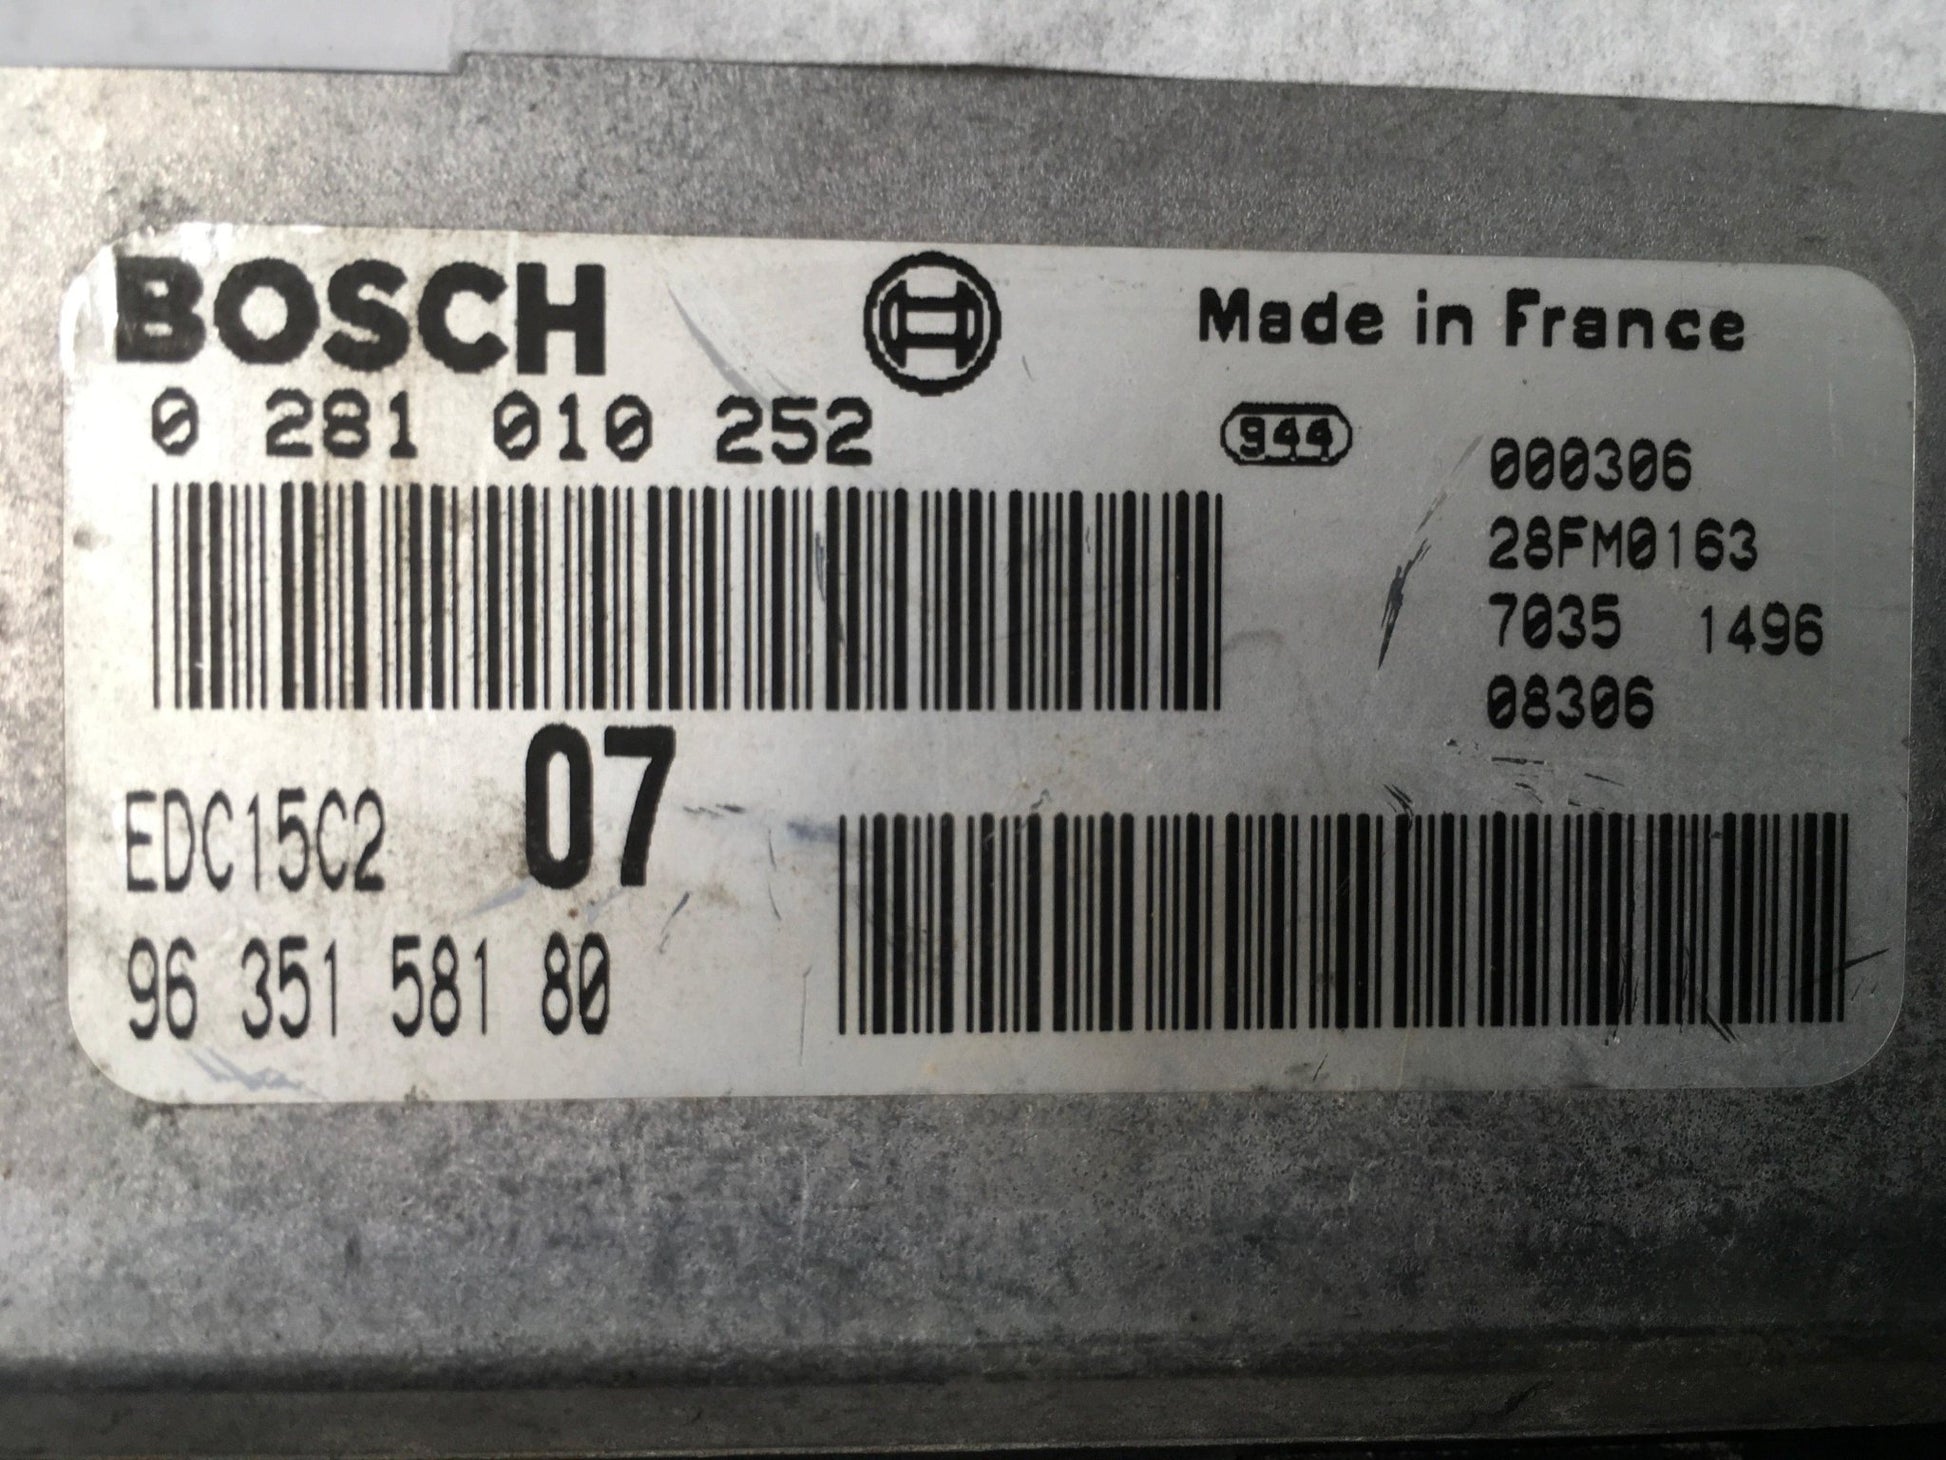 BOSCH
Made in France
0 281 010 252
944
000306
28FM0163
7035 1496
08306
EDC15C2
07
96 351 581 80